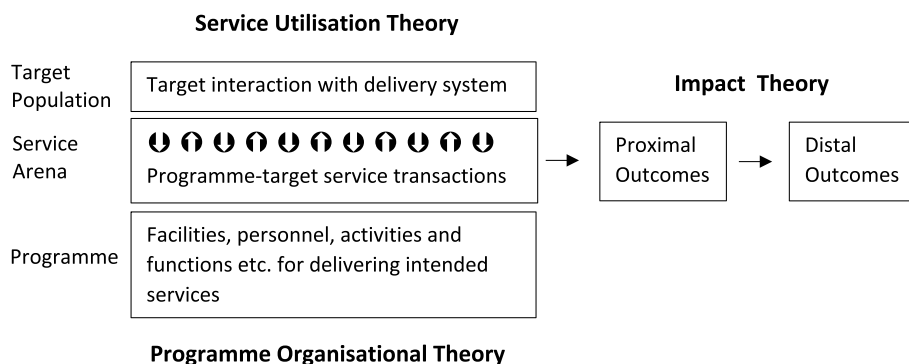 Service Utilisation Theory
Target
Population
Target interaction with delivery system
Impact Theory
Service
Arena
Programme-target service transactions
Proximal
Outcomes
Distal
Outcomes
Programme
Facilities, personnel, activities and
functions etc. for delivering intended
services
Programme Organisational Theory